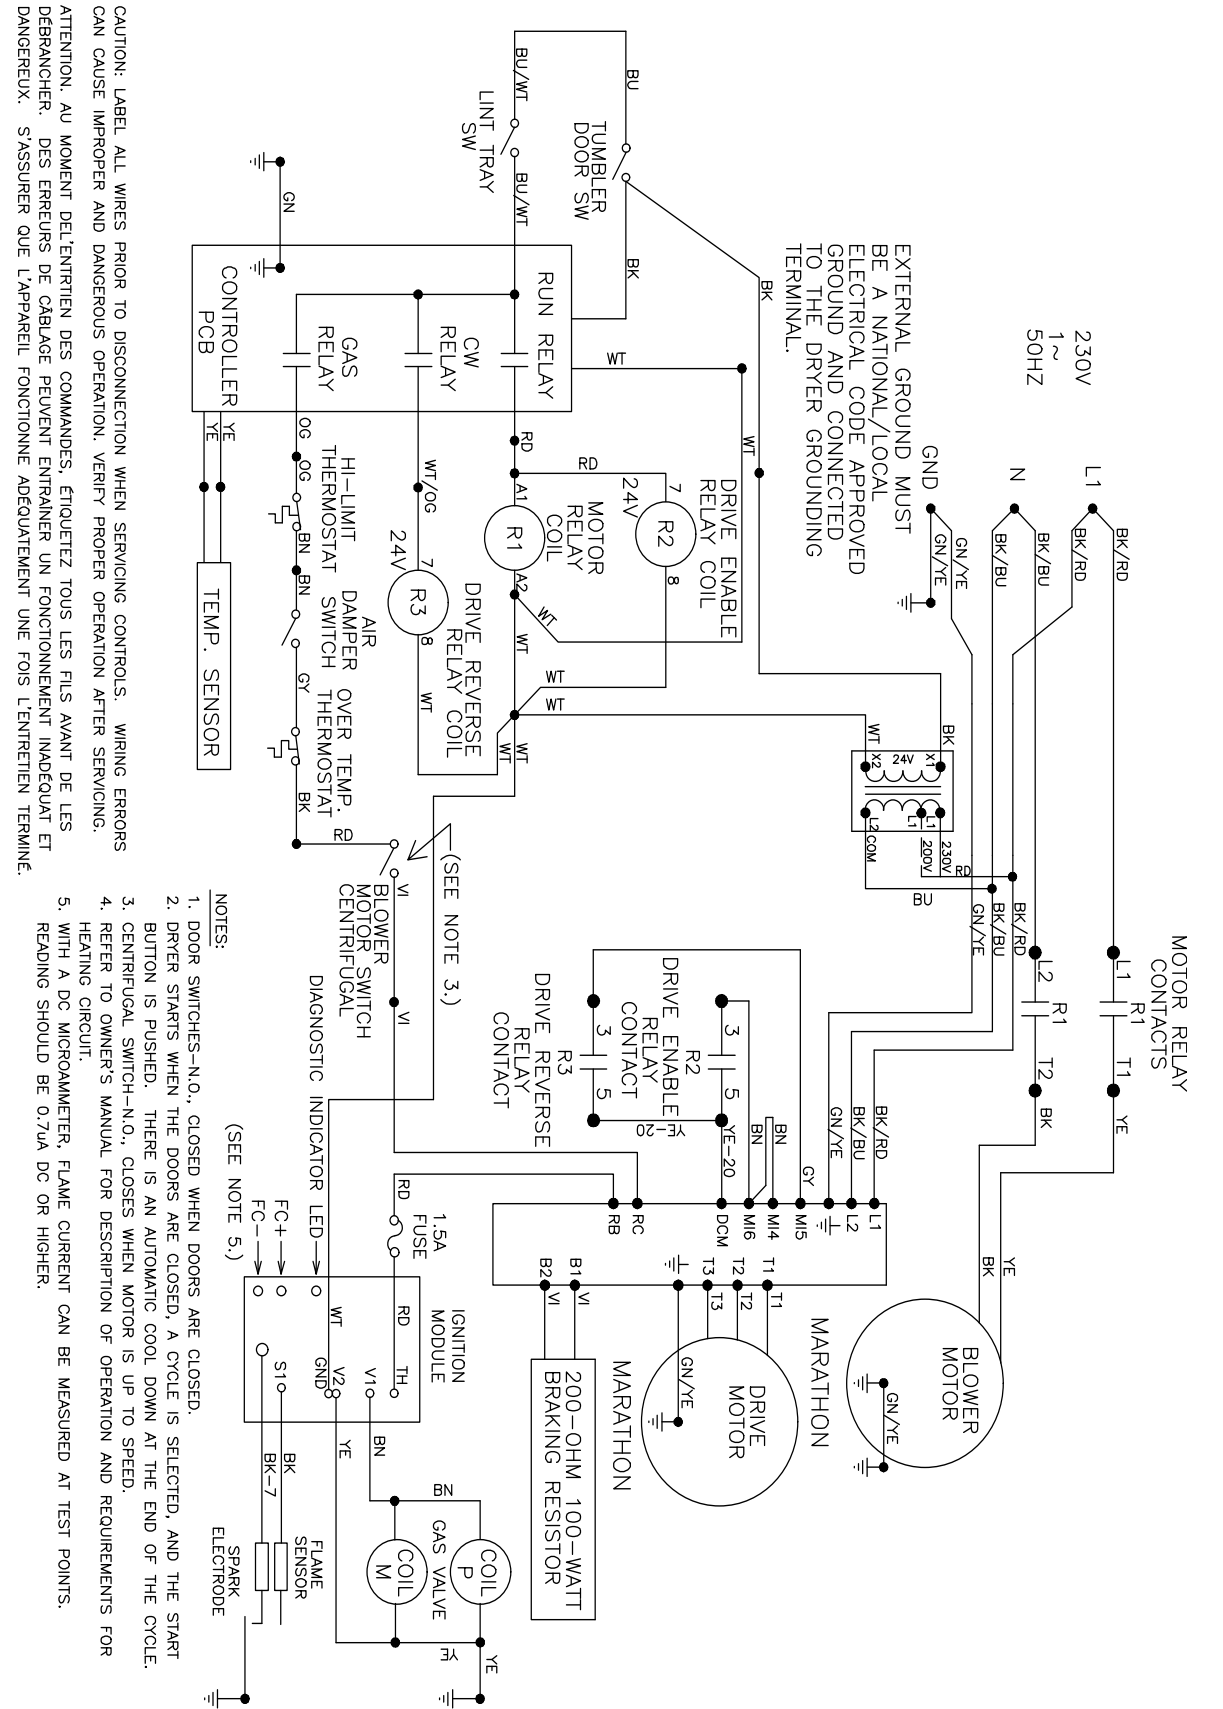 230V
1~
50HZ
L1
N
GND
BK/RD
BK/RD
BK/BU
BK/BU
GN/YE
GN/YE
EXTERNAL GROUND MUST
BE A NATIONAL/LOCAL
ELECTRICAL CODE APPROVED
GROUND AND CONNECTED
TO THE DRYER GROUNDING
TERMINAL.
MOTOR RELAY
CONTACTS
L1
R1
T1
YE
L2
R1
T2
BK
BK/RD
BK/BU
GN/YE
YE
BK
BLOWER
MOTOR
GN/YE
BK
X1
24V
X2
WT
L1
230V
L1
200V
L2
COM
RD
BU
BU
TUMBLER
DOOR SW
BK
BK
BU/WT
LINT TRAY
SW
BU/WT
GN
RUN RELAY
CW
RELAY
GAS
RELAY
CONTROLLER
PCB
WT
WT
RD
RD
DRIVE ENABLE
RELAY COIL
7
R2
8
24V
A1
R1
A2
MOTOR
RELAY
COIL
WT
WT
WT
WT
WT
WT
WT/OG
7
R3
8
24V
DRIVE REVERSE
RELAY COIL
WT
OG
OG
HI-LIMIT
THERMOSTAT
BN
BN
AIR
DAMPER
SWITCH
GY
OVER TEMP.
THERMOSTAT
BK
RD
YE
YE
TEMP. SENSOR
(SEE NOTE 3.)
VI
BLOWER
MOTOR SWITCH
CENTRIFUGAL
VI
3
R2
5
DRIVE ENABLE
RELAY
CONTACT
3
R3
5
DRIVE REVERSE
RELAY
CONTACT
YE-20
YE-20
BN
BN
GY
GN/YE
BK/BU
BK/RD
L1
L2
MI5
MI4
MI6
DCM
RC
RB
T1
T2
T3
B1
B2
T1
T2
T3
VI
VI
GN/YE
MARATHON
DRIVE
MOTOR
MARATHON
200-OHM 100-WATT
BRAKING RESISTOR
RD
1.5A
FUSE
DIAGNOSTIC INDICATOR LED
FC+
FC-
(SEE NOTE 5.)
IGNITION
MODULE
RD
TH
WT
V1
V2
GND
S1
BN
YE
BN
COIL
P
COIL
M
GAS VALVE
YE
YE
BK
BK-7
FLAME
SENSOR
SPARK
ELECTRODE
NOTES:
1. DOOR SWITCHES-N.O., CLOSED WHEN DOORS ARE CLOSED.
2. DRYER STARTS WHEN THE DOORS ARE CLOSED, A CYCLE IS SELECTED, AND THE START
BUTTON IS PUSHED. THERE IS AN AUTOMATIC COOL DOWN AT THE END OF THE CYCLE.
3. CENTRIFUGAL SWITCH-N.O., CLOSES WHEN MOTOR IS UP TO SPEED.
4. REFER TO OWNER'S MANUAL FOR DESCRIPTION OF OPERATION AND REQUIREMENTS FOR
HEATING CIRCUIT.
5. WITH A DC MICROAMMETER, FLAME CURRENT CAN BE MEASURED AT TEST POINTS.
READING SHOULD BE 0.7uA DC OR HIGHER.
CAUTION: LABEL ALL WIRES PRIOR TO DISCONNECTION WHEN SERVICING CONTROLS. WIRING ERRORS
CAN CAUSE IMPROPER AND DANGEROUS OPERATION. VERIFY PROPER OPERATION AFTER SERVICING.
ATTENTION. AU MOMENT DEL'ENTRTIEN DES COMMANDES, ÉTIQUETEZ TOUS LES FILS AVANT DE LES
DÉBRANCHER. DES ERREURS DE CÂBLAGE PEUVENT ENTRAÎNER UN FONCTIONNEMENT INADÉQUAT ET
DANGEREUX. S'ASSURER QUE L'APPAREIL FONCTIONNE ADÉQUATEMENT UNE FOIS L'ENTRETIEN TERMINÉ.